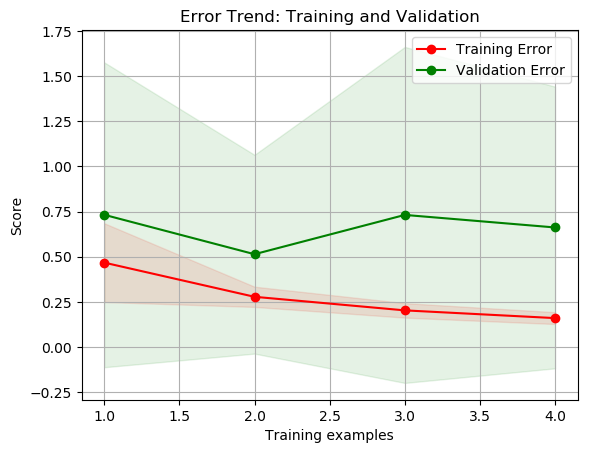 Error Trend: Training and Validation
Training Error
Validation Error
1.75
1.50
1.25
1.00
0.75
0.50
0.25
0.00
−0.25
Score
1.0 1.5 2.0 2.5 3.0 3.5 4.0
Training examples